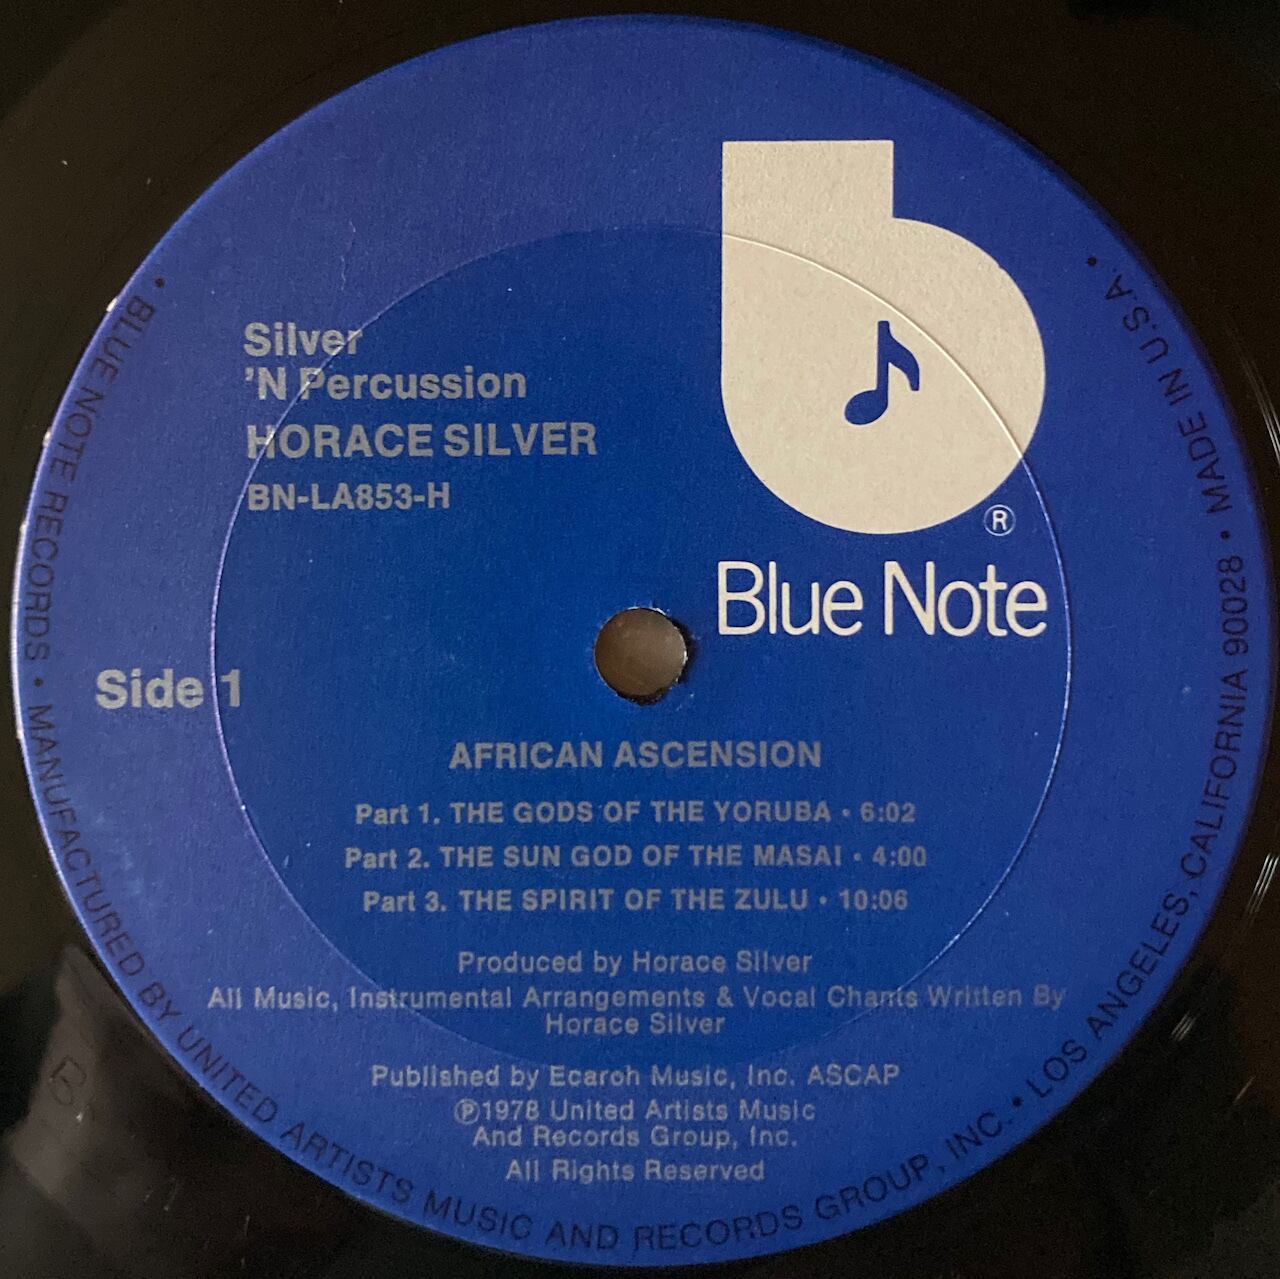 Silver
'N Percussion
HORACE SILVER
BN-LA853-H
®
Blue Note
Side 1
AFRICAN ASCENSION
Part 1. THE GODS OF THE YORUBA • 6:02
Part 2. THE SUN GOD OF THE MASAI • 4:00
Part 3. THE SPIRIT OF THE ZULU • 10:06
Produced by Horace Silver
All Music, Instrumental Arrangements & Vocal Chants Written By
Horace Silver
Published by Ecaroh Music, Inc. ASCAP
℗1978 United Artists Music
And Records Group, Inc.
All Rights Reserved
• BLUE NOTE RECORDS • MANUFACTURED BY UNITED ARTISTS MUSIC AND RECORDS GROUP, INC. • LOS ANGELES, CALIFORNIA 90028 • MADE IN U.S.A. •